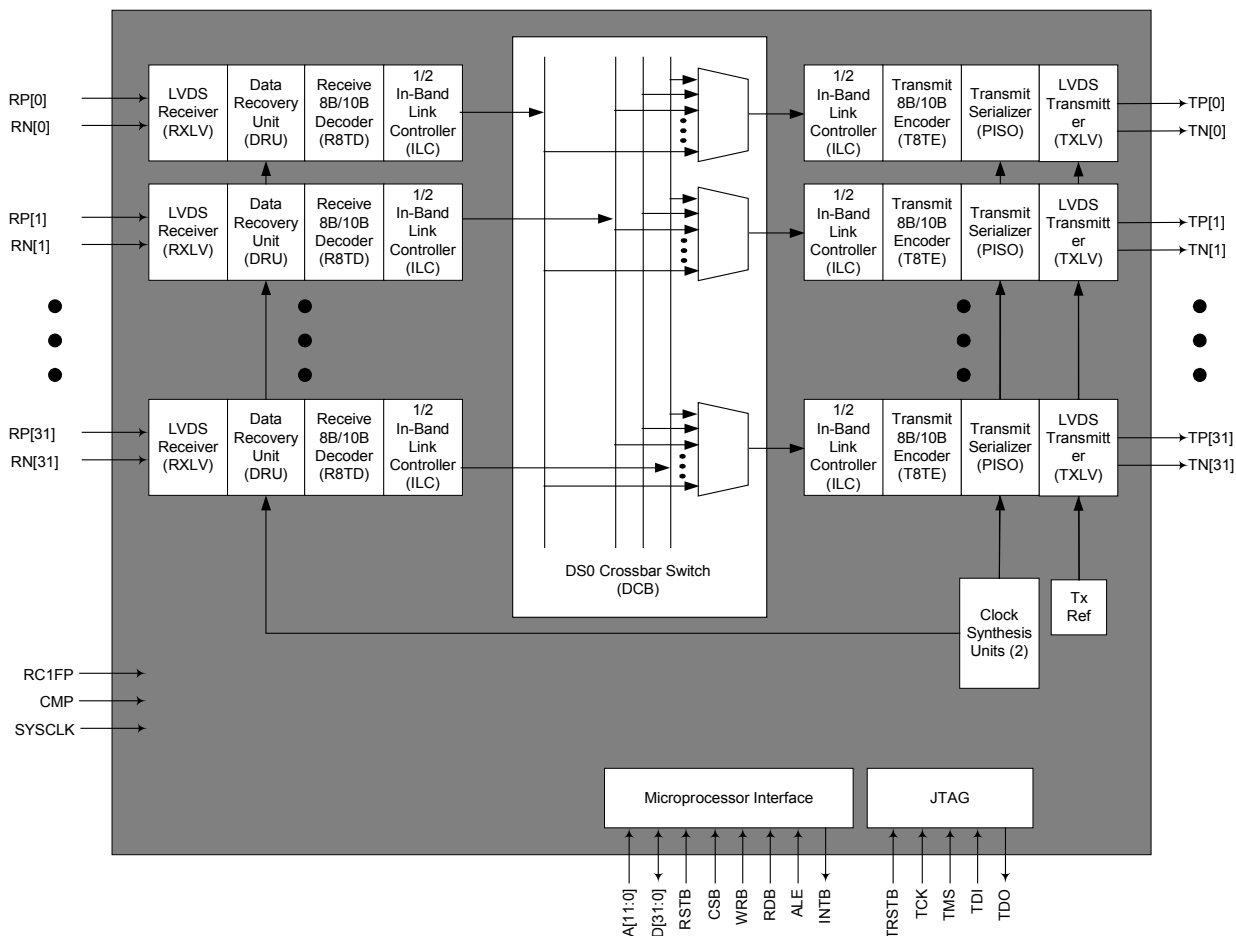 RP[0]
RN[0]
LVDS
Receiver
(RXLV)
Data
Recovery
Unit
(DRU)
Receive
8B/10B
Decoder
(R8TD)
1/2
In-Band
Link
Controller
(ILC)
1/2
In-Band
Link
Controller
(ILC)
Transmit
8B/10B
Encoder
(T8TE)
Transmit
Serializer
(PISO)
LVDS
Transmitt
er
(TXLV)
TP[0]
TN[0]
RP[1]
RN[1]
LVDS
Receiver
(RXLV)
Data
Recovery
Unit
(DRU)
Receive
8B/10B
Decoder
(R8TD)
1/2
In-Band
Link
Controller
(ILC)
1/2
In-Band
Link
Controller
(ILC)
Transmit
8B/10B
Encoder
(T8TE)
Transmit
Serializer
(PISO)
LVDS
Transmitt
er
(TXLV)
TP[1]
TN[1]
RP[31]
RN[31]
LVDS
Receiver
(RXLV)
Data
Recovery
Unit
(DRU)
Receive
8B/10B
Decoder
(R8TD)
1/2
In-Band
Link
Controller
(ILC)
1/2
In-Band
Link
Controller
(ILC)
Transmit
8B/10B
Encoder
(T8TE)
Transmit
Serializer
(PISO)
LVDS
Transmitt
er
(TXLV)
TP[31]
TN[31]
DS0 Crossbar Switch
(DCB)
Clock
Synthesis
Units (2)
Tx
Ref
RC1FP
CMP
SYSCLK
Microprocessor Interface
JTAG
A[11:0]
D[31:0]
RSTB
CSB
WRB
RDB
ALE
INTB
TRSTB
TCK
TMS
TDI
TDO